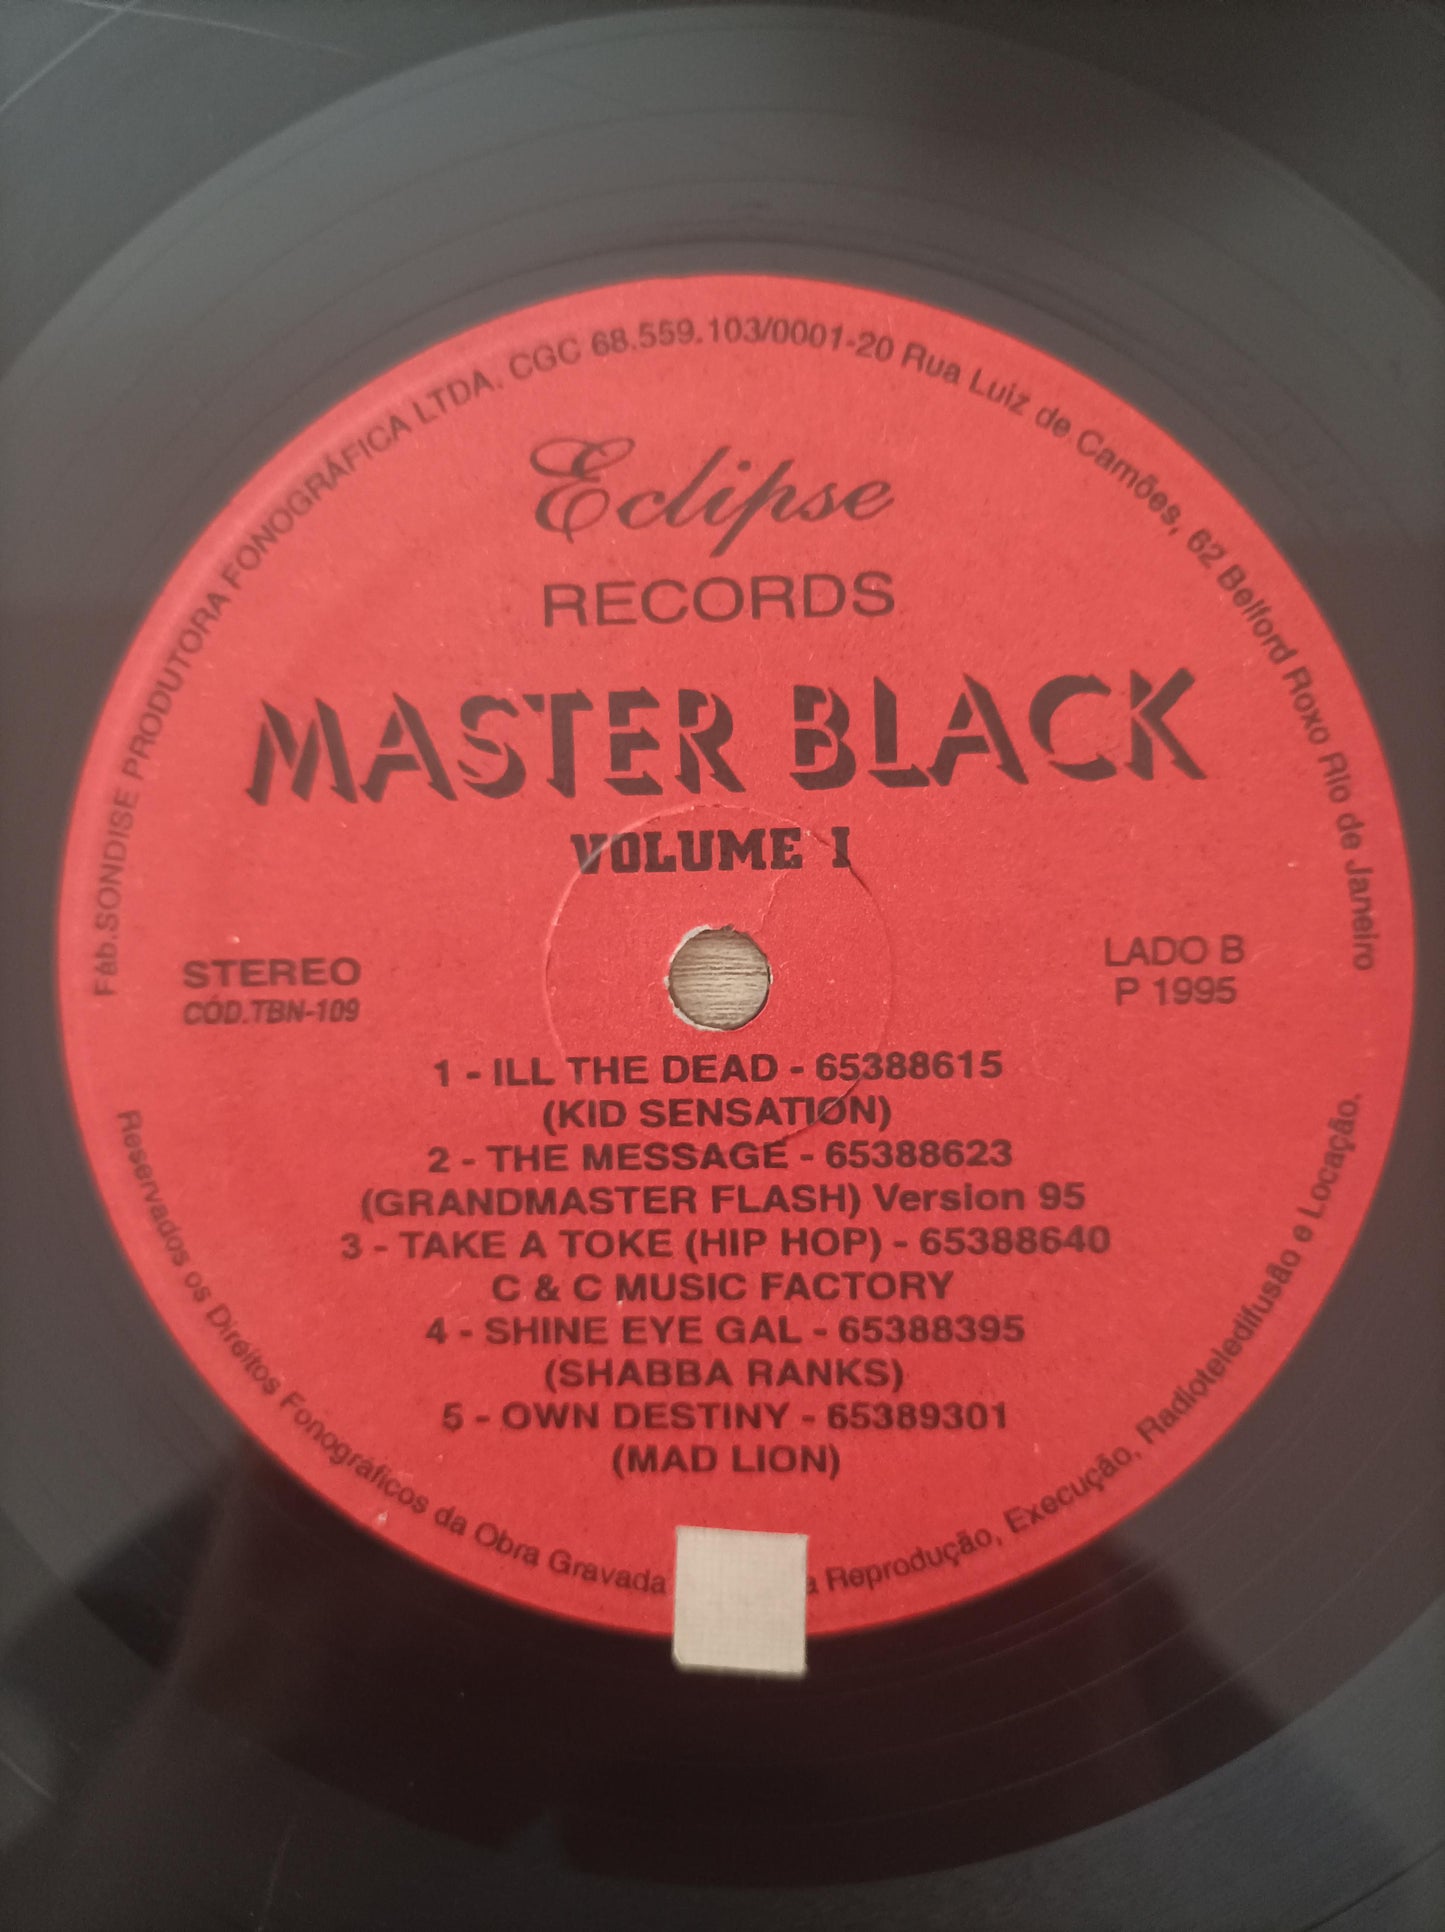 Fáb.SONDISE PRODUTORA FONOGRÁFICA LTDA. CGC 68.559.103/0001-20 Rua Luiz de Camões, 62 Belford Roxo Rio de Janeiro
Eclipse
RECORDS
MASTER BLACK
VOLUME I
STEREO
CÓD.TBN-109
LADO B
P 1995
1 - ILL THE DEAD - 65388615
(KID SENSATION)
2 - THE MESSAGE - 65388623
(GRANDMASTER FLASH) Version 95
3 - TAKE A TOKE (HIP HOP) - 65388640
C & C MUSIC FACTORY
4 - SHINE EYE GAL - 65388395
(SHABBA RANKS)
5 - OWN DESTINY - 65389301
(MAD LION)
Reservados os Direitos Fonográficos da Obra Gravada Reprodução, Execução, Radioteledifusão e Locação.